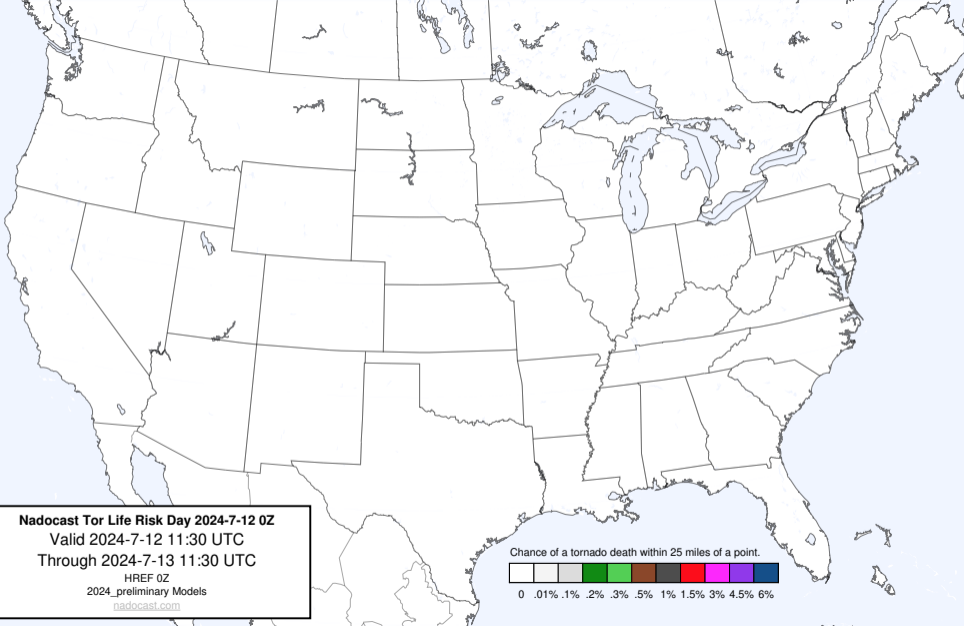 Nadocast Tor Life Risk Day 2024-7-12 0Z
Valid 2024-7-12 11:30 UTC
Through 2024-7-13 11:30 UTC
HREF 0Z
2024_preliminary Models
nadocast.com
Chance of a tornado death within 25 miles of a point.
0 .01% .1% .2% .3% .5% 1% 1.5% 3% 4.5% 6%